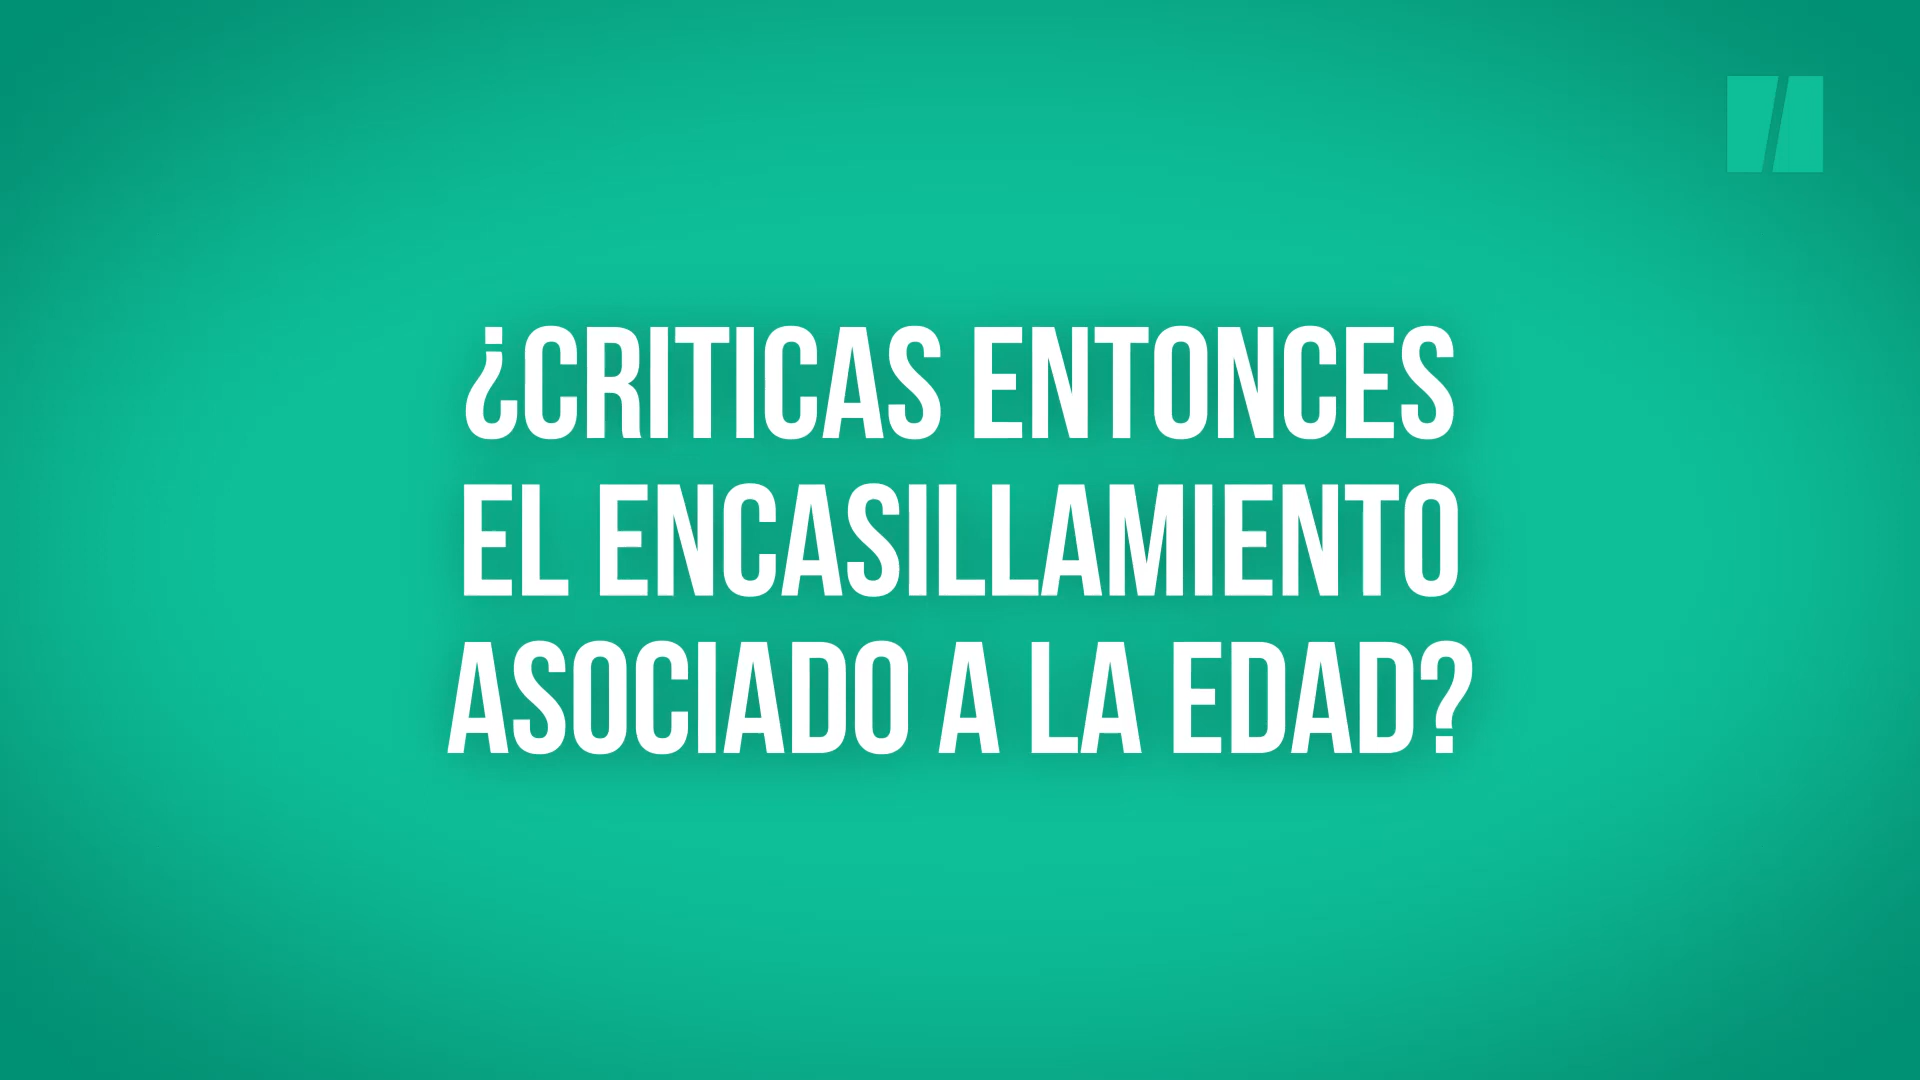 ¿CRITICAS ENTONCES
EL ENCASILLAMIENTO
ASOCIADO A LA EDAD?